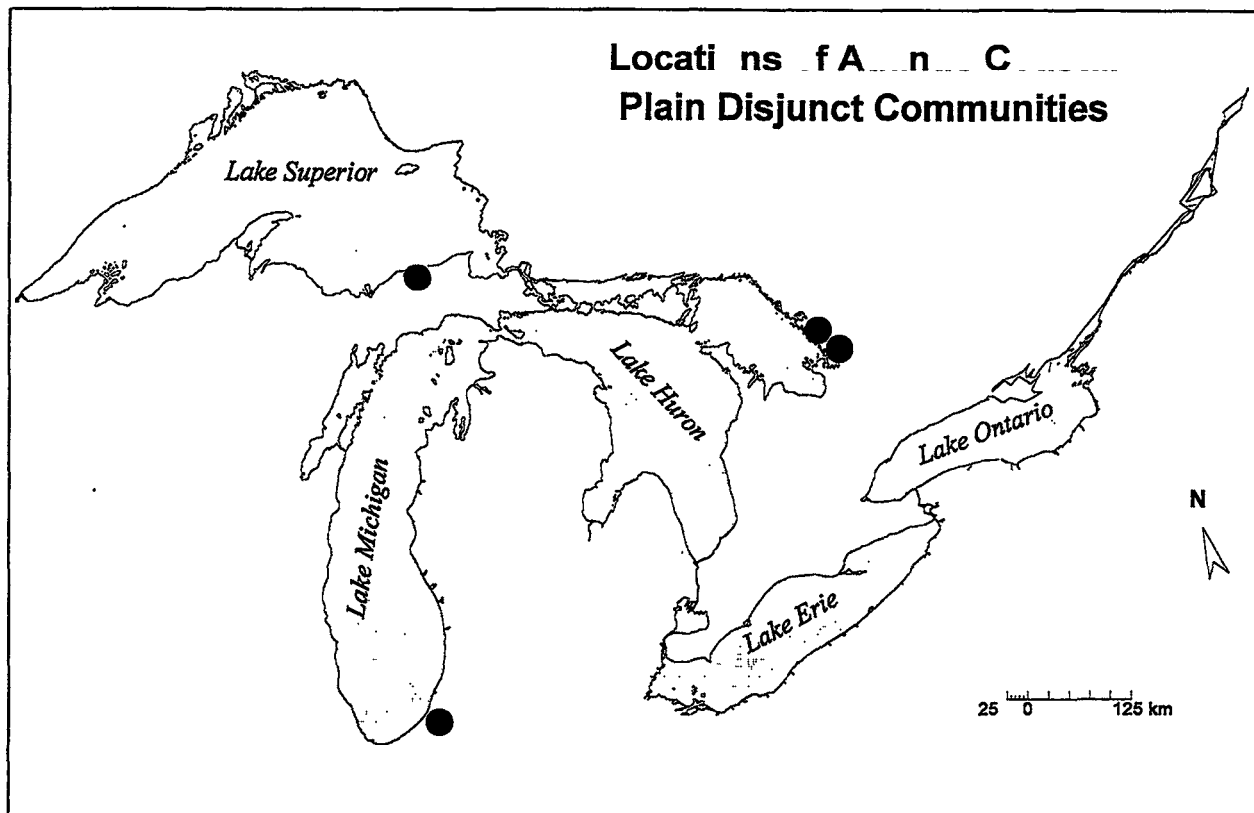 Plain Disjunct Communities
Lake Superior
Lake Huron
Lake Ontario
Lake Michigan
Lake Erie
N
25 0 125 km